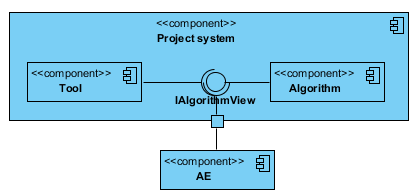 <<component>>
Project system
<<component>>
Tool
<<component>>
Algorithm
IAlgorithmView
<<component>>
AE